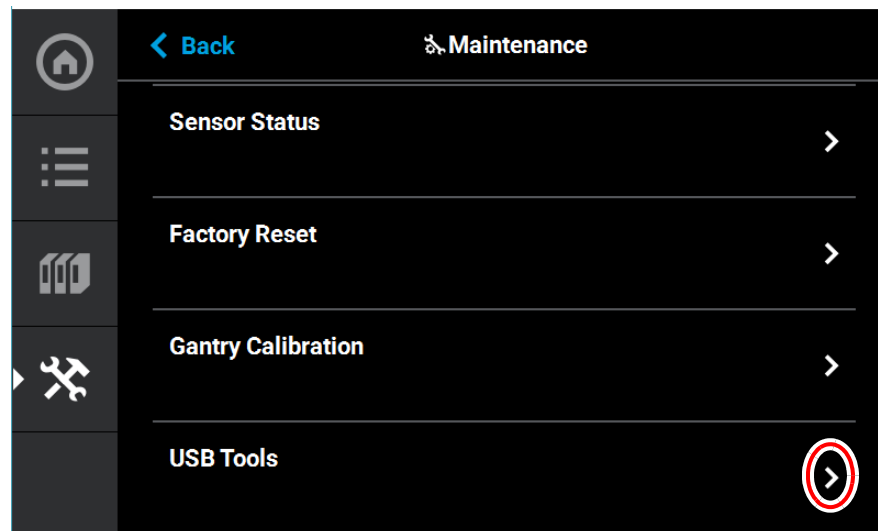 Back
Maintenance
Sensor Status
Factory Reset
Gantry Calibration
USB Tools